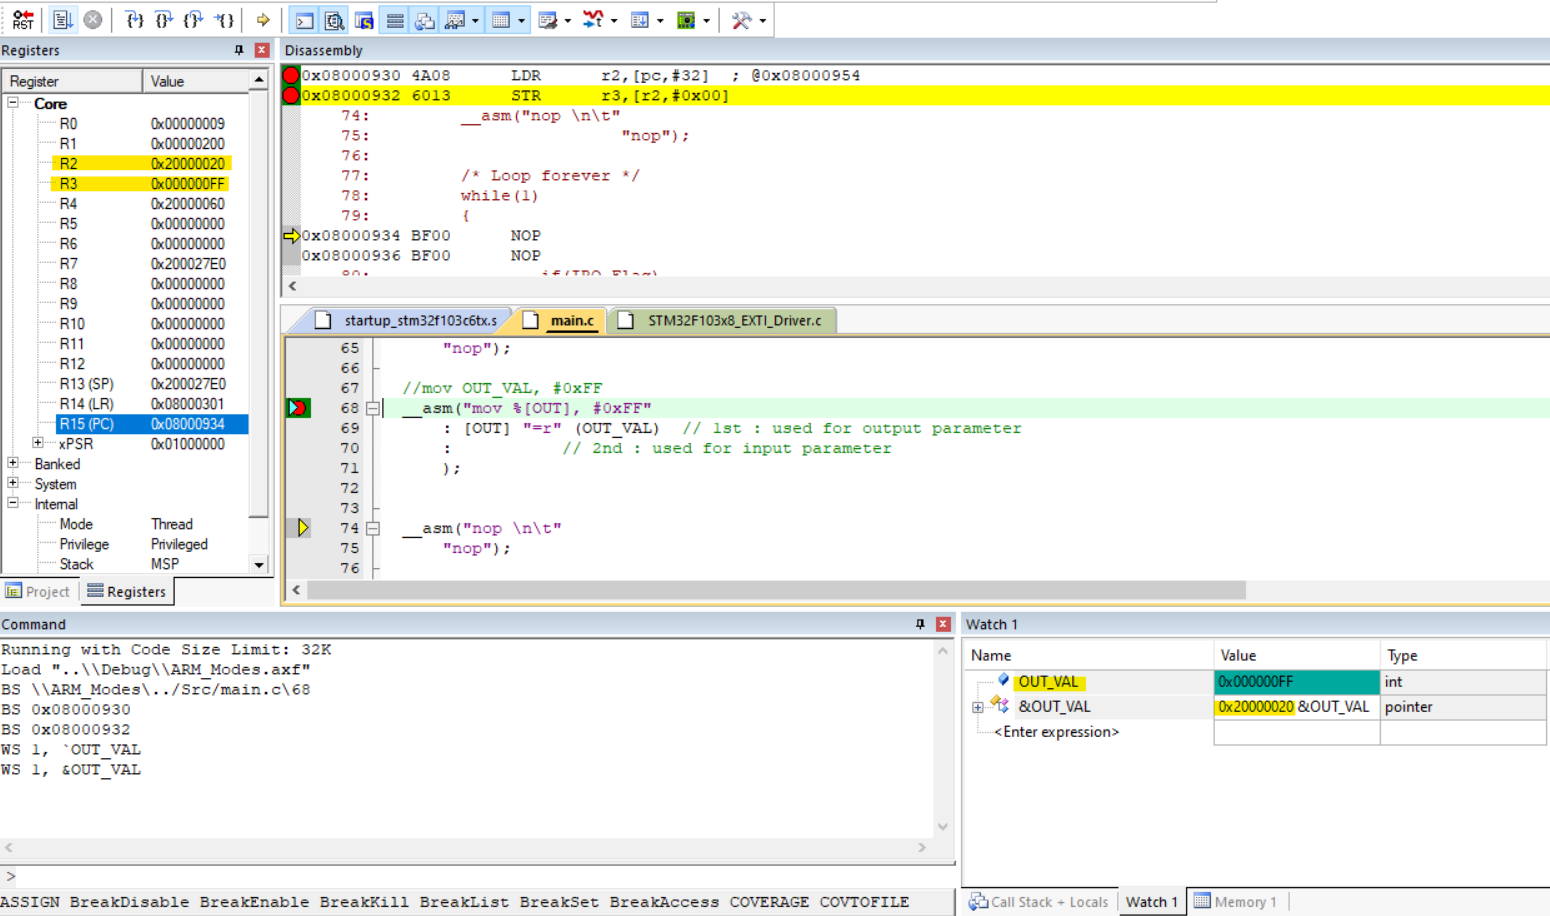 RST
Registers
Register Value
Core
R0 0x00000009
R1 0x00000200
R2 0x20000020
R3 0x000000FF
R4 0x20000060
R5 0x00000000
R6 0x00000000
R7 0x200027E0
R8 0x00000000
R9 0x00000000
R10 0x00000000
R11 0x00000000
R12 0x00000000
R13 (SP) 0x200027E0
R14 (LR) 0x08000301
R15 (PC) 0x08000934
xPSR 0x01000000
Banked
System
Internal
Mode Thread
Privilege Privileged
Stack MSP
Project Registers
Disassembly
0x08000930 4A08 LDR r2,[pc,#32] ; @0x08000954
0x08000932 6013 STR r3,[r2,#0x00]
74: __asm("nop \n\t"
75: "nop");
76:
77: /* Loop forever */
78: while(1)
79: {
0x08000934 BF00 NOP
0x08000936 BF00 NOP
80: if(IRQ_Flag)
startup_stm32f103c6tx.s main.c STM32F103x8_EXTI_Driver.c
65 "nop");
66
67 //mov OUT_VAL, #0xFF
68 __asm("mov %[OUT], #0xFF"
69 : [OUT] "=r" (OUT_VAL) // 1st : used for output parameter
70 : // 2nd : used for input parameter
71 );
72
73
74 __asm("nop \n\t"
75 "nop");
76
Command
Running with Code Size Limit: 32K
Load "..\\Debug\\ARM_Modes.axf"
BS \\ARM_Modes\../Src/main.c\68
BS 0x08000930
BS 0x08000932
WS 1, `OUT_VAL
WS 1, &OUT_VAL
>
ASSIGN BreakDisable BreakEnable BreakKill BreakList BreakSet BreakAccess COVERAGE COVTOFILE
Watch 1
Name Value Type
OUT_VAL 0x000000FF int
&OUT_VAL 0x20000020 &OUT_VAL pointer
<Enter expression>
Call Stack + Locals Watch 1 Memory 1